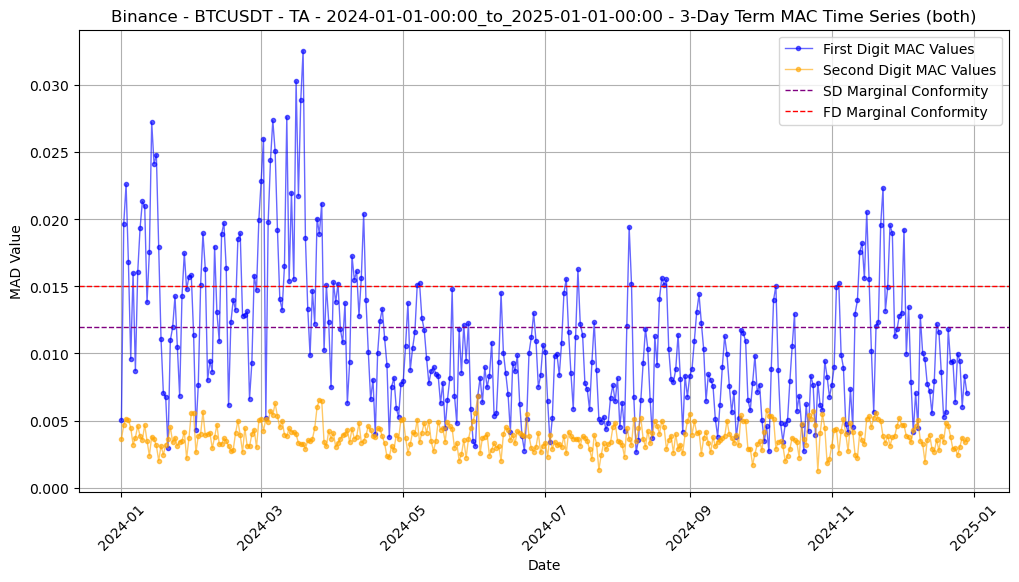 Binance - BTCUSDT - TA - 2024-01-01-00:00_to_2025-01-01-00:00 - 3-Day Term MAC Time Series (both)
First Digit MAC Values
Second Digit MAC Values
SD Marginal Conformity
FD Marginal Conformity
MAD Value
0.030
0.025
0.020
0.015
0.010
0.005
0.000
2024-01
2024-03
2024-05
2024-07
2024-09
2024-11
2025-01
Date